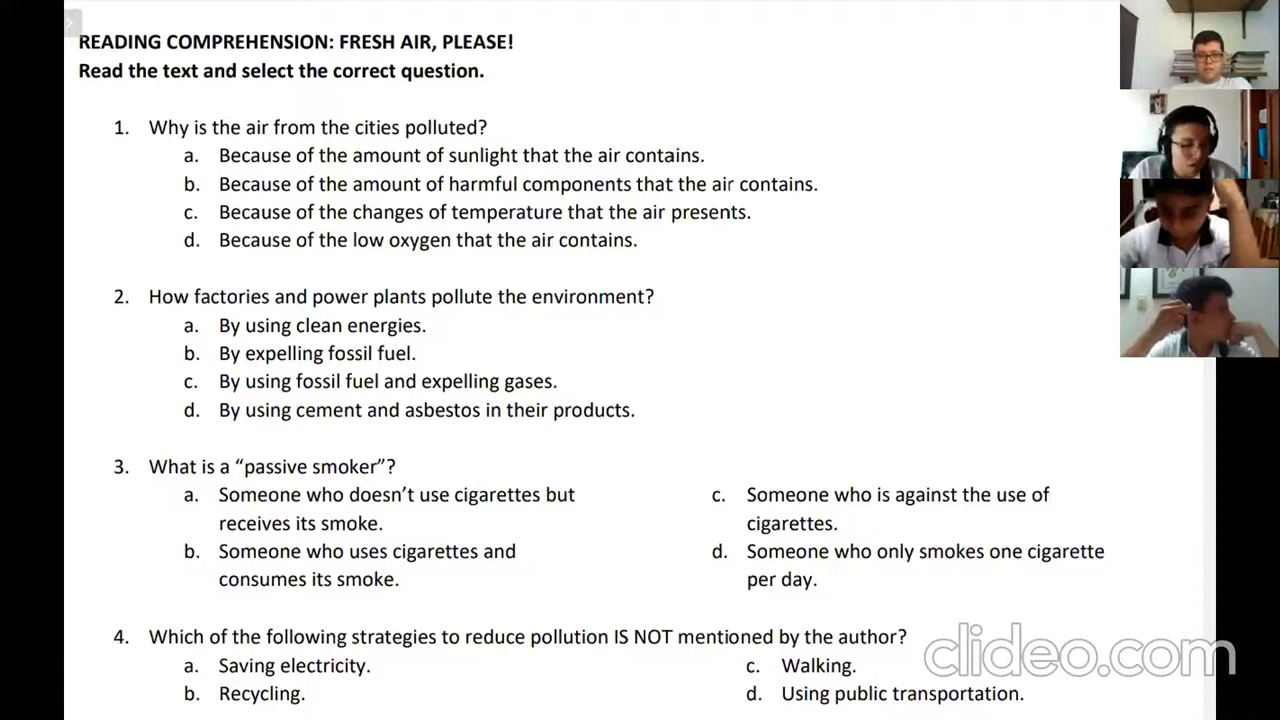 READING COMPREHENSION: FRESH AIR, PLEASE!
Read the text and select the correct question.
1. Why is the air from the cities polluted?
a. Because of the amount of sunlight that the air contains.
b. Because of the amount of harmful components that the air contains.
c. Because of the changes of temperature that the air presents.
d. Because of the low oxygen that the air contains.
2. How factories and power plants pollute the environment?
a. By using clean energies.
b. By expelling fossil fuel.
c. By using fossil fuel and expelling gases.
d. By using cement and asbestos in their products.
3. What is a “passive smoker”?
a. Someone who doesn’t use cigarettes but
receives its smoke.
b. Someone who uses cigarettes and
consumes its smoke.
c. Someone who is against the use of
cigarettes.
d. Someone who only smokes one cigarette
per day.
4. Which of the following strategies to reduce pollution IS NOT mentioned by the author?
a. Saving electricity.
b. Recycling.
c. Walking.
d. Using public transportation.
clideo.com